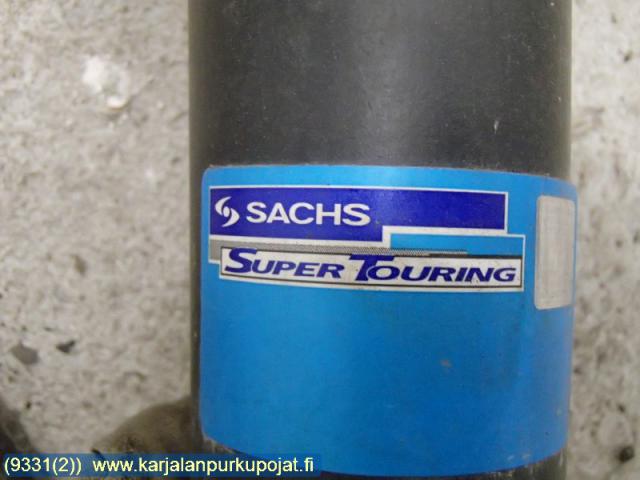 SACHS
SUPER TOURING
(9331(2)) www.karjalanpurkupojat.fi